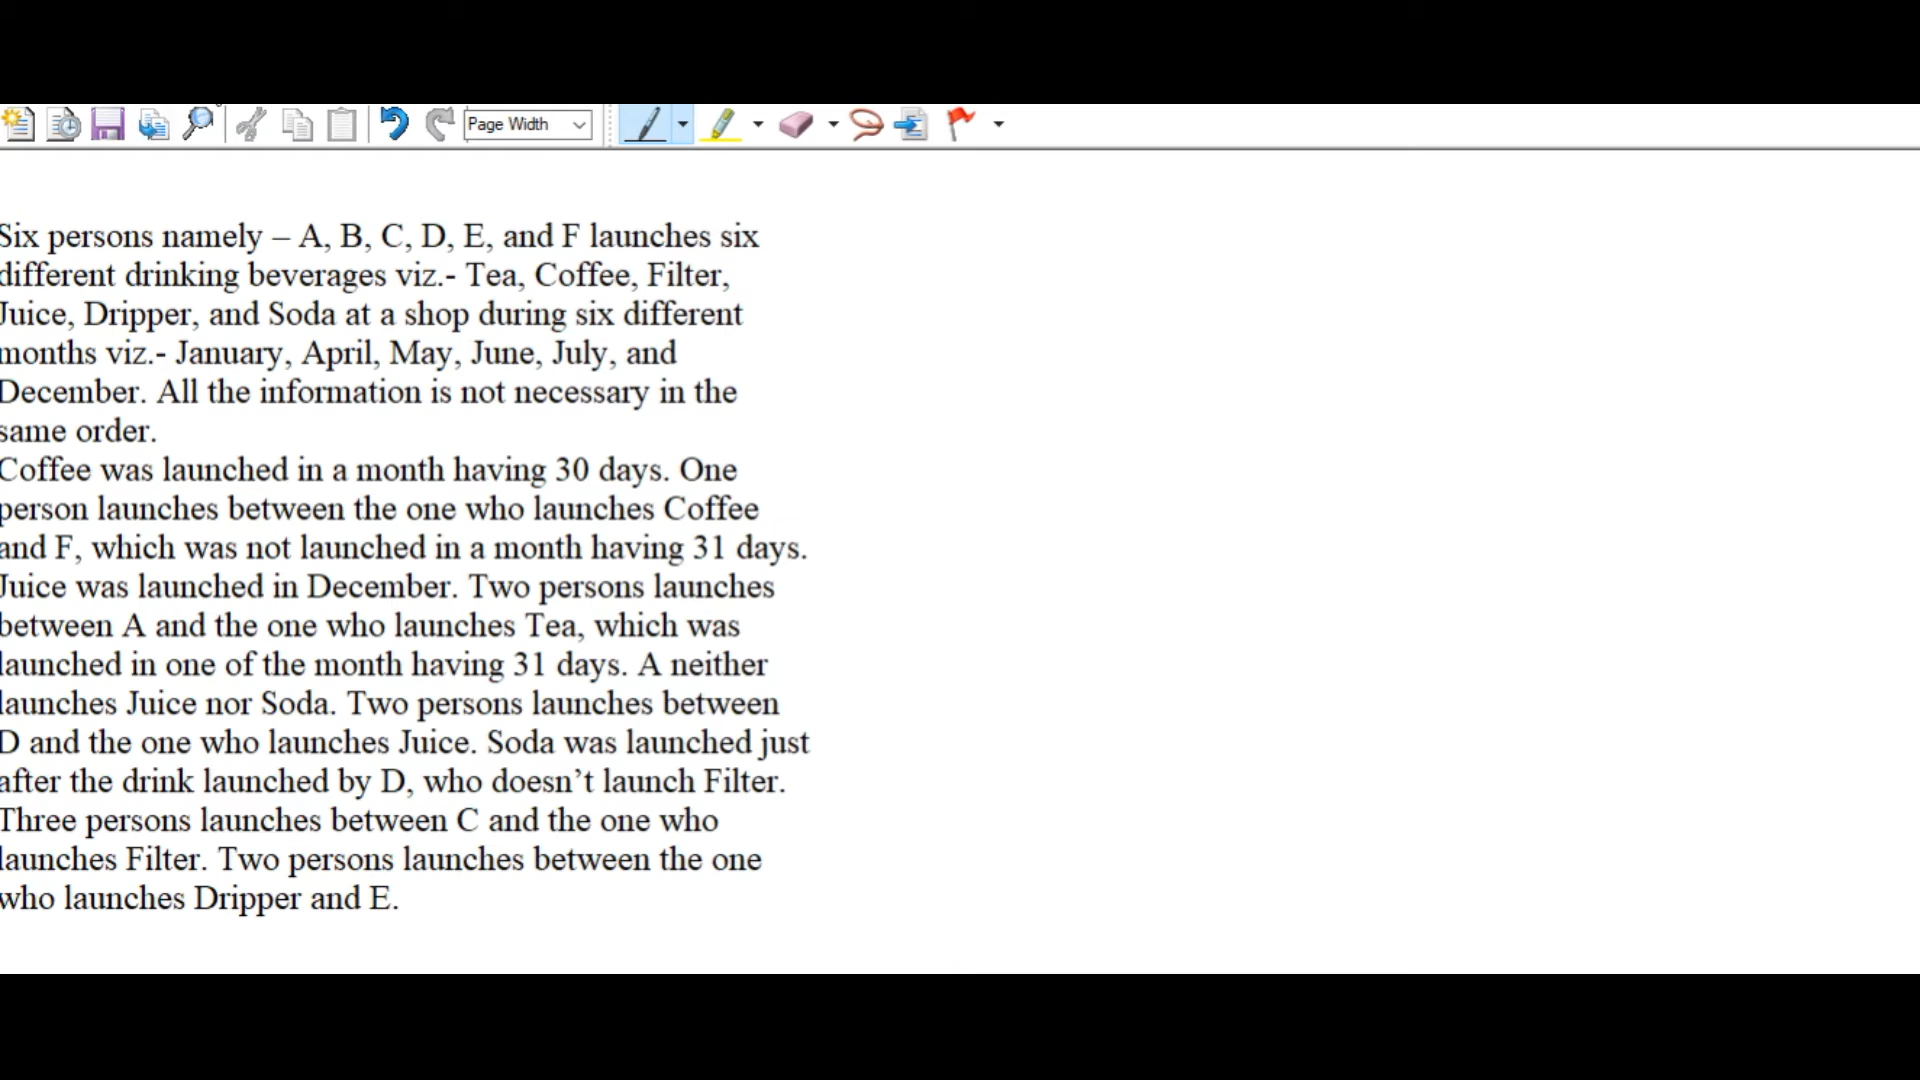 Page Width
Six persons namely – A, B, C, D, E, and F launches six
different drinking beverages viz.- Tea, Coffee, Filter,
Juice, Dripper, and Soda at a shop during six different
months viz.- January, April, May, June, July, and
December. All the information is not necessary in the
same order.
Coffee was launched in a month having 30 days. One
person launches between the one who launches Coffee
and F, which was not launched in a month having 31 days.
Juice was launched in December. Two persons launches
between A and the one who launches Tea, which was
launched in one of the month having 31 days. A neither
launches Juice nor Soda. Two persons launches between
D and the one who launches Juice. Soda was launched just
after the drink launched by D, who doesn’t launch Filter.
Three persons launches between C and the one who
launches Filter. Two persons launches between the one
who launches Dripper and E.